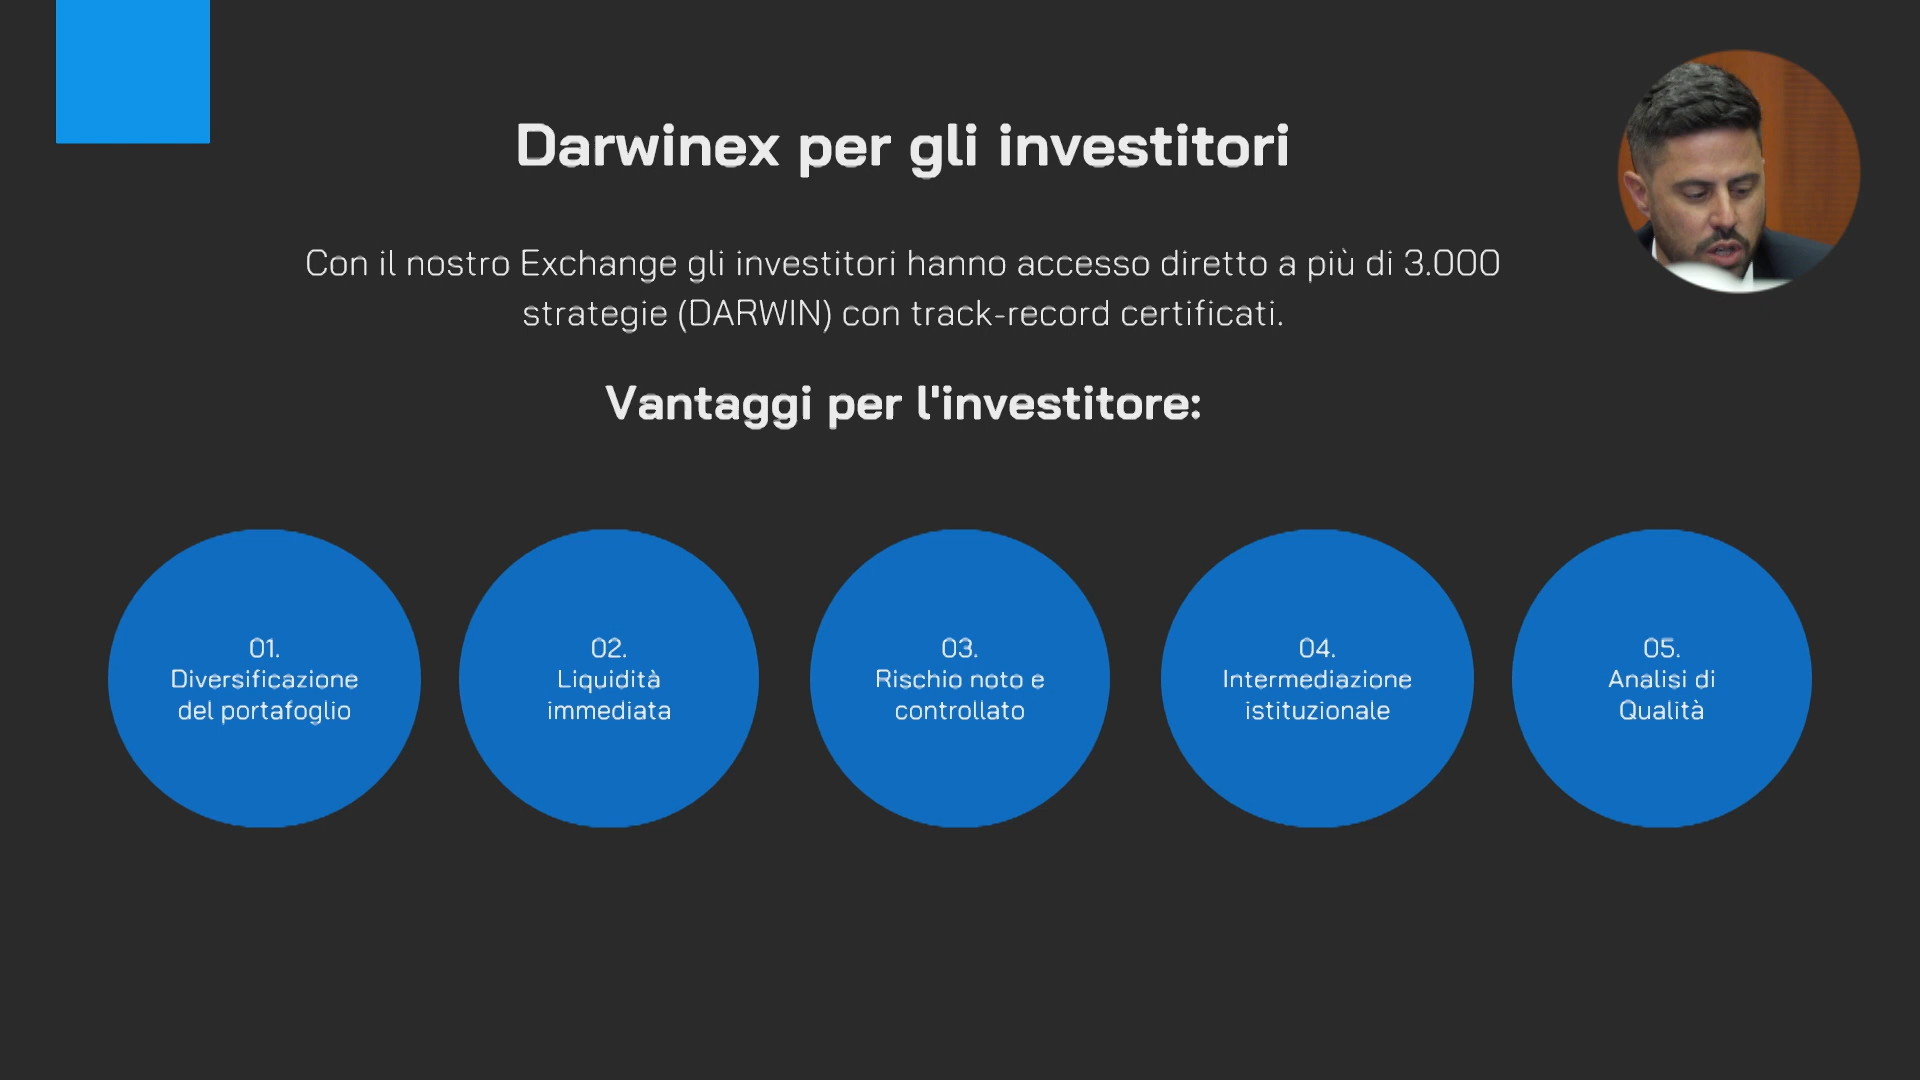 Darwinex per gli investitori
Con il nostro Exchange gli investitori hanno accesso diretto a più di 3.000
strategie (DARWIN) con track-record certificati.
Vantaggi per l'investitore:
01.
Diversificazione
del portafoglio
02.
Liquidità
immediata
03.
Rischio noto e
controllato
04.
Intermediazione
istituzionale
05.
Analisi di
Qualità